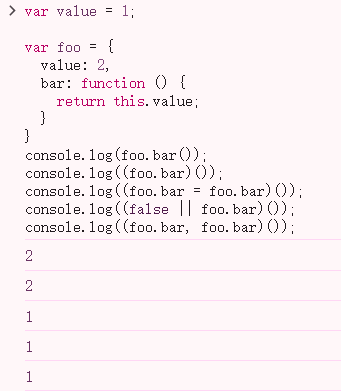 var value = 1;

var foo = {
  value: 2,
  bar: function () {
    return this.value;
  }
}
console.log(foo.bar());
console.log((foo.bar)());
console.log((foo.bar = foo.bar)());
console.log((false || foo.bar)());
console.log((foo.bar, foo.bar)());
2
2
1
1
1